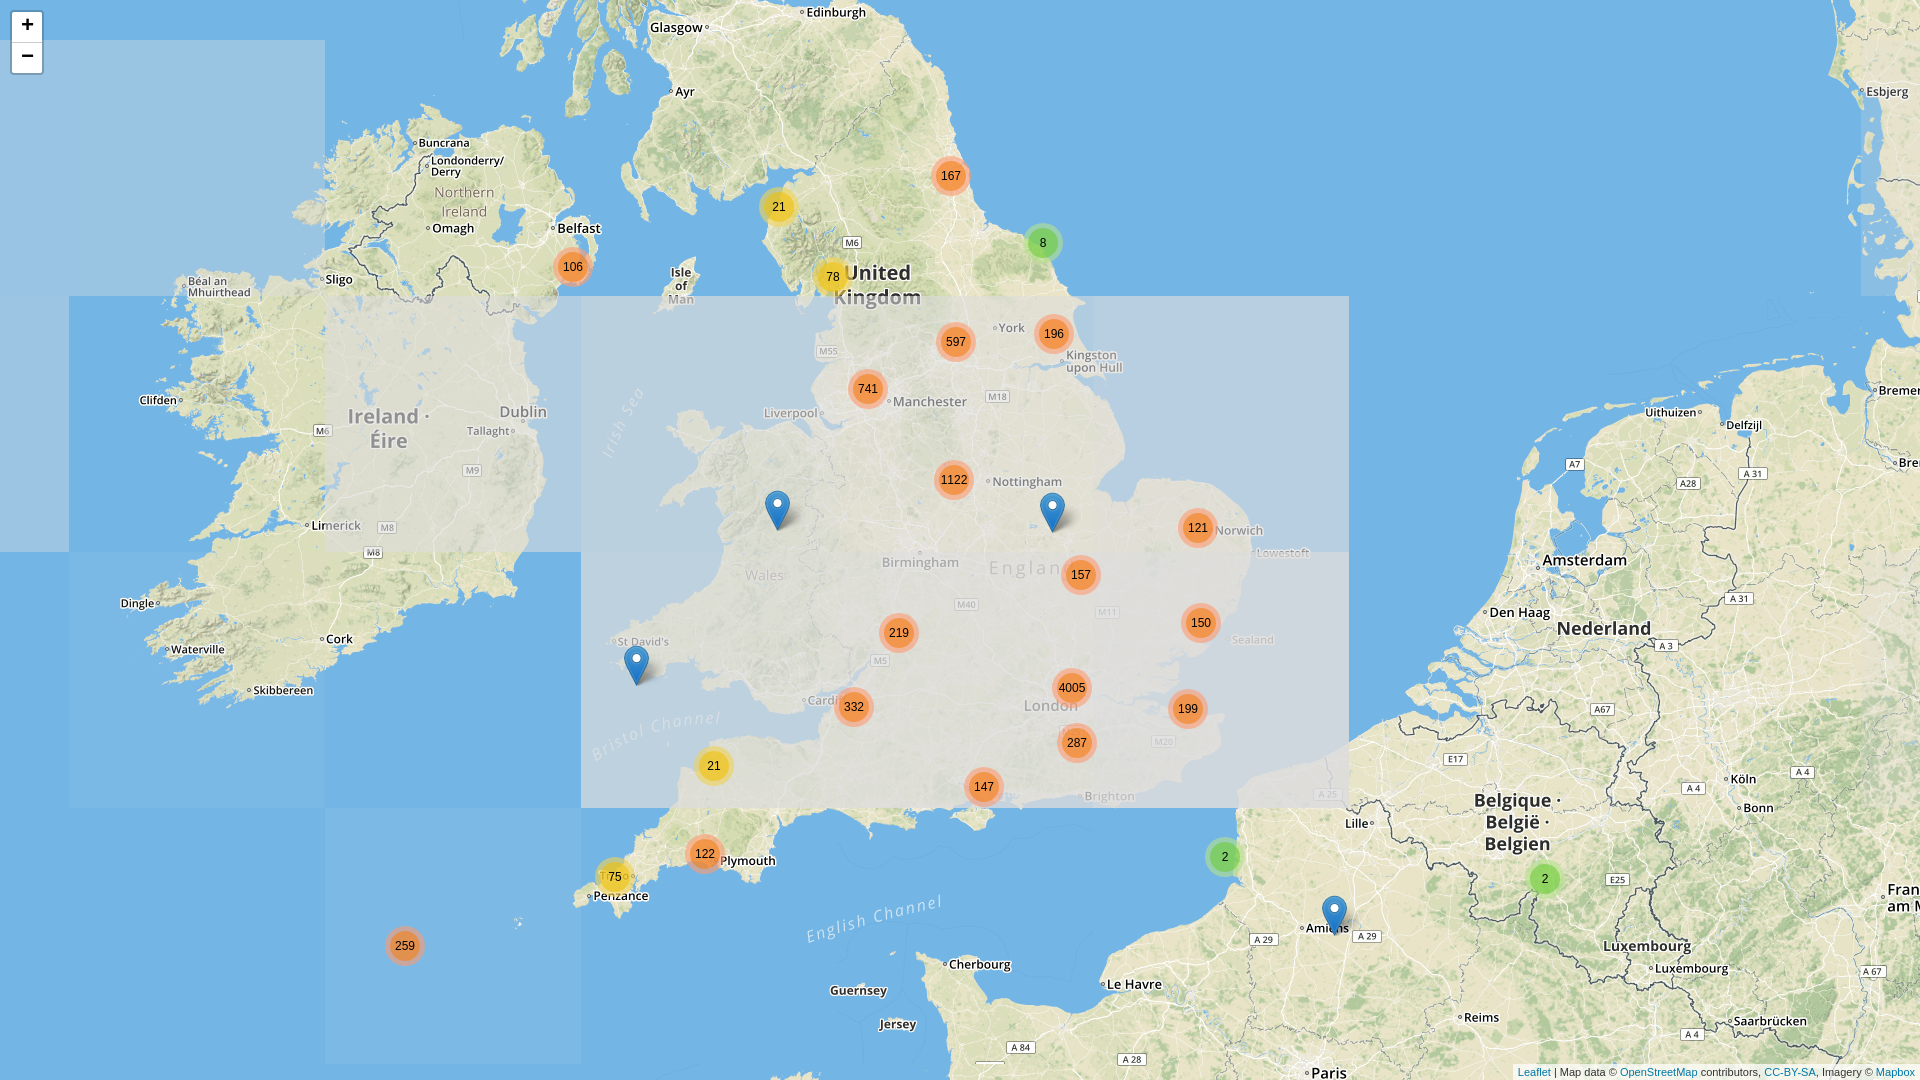 +
−
Edinburgh
Glasgow
Ayr
Esbjerg
Buncrana
Londonderry/
Derry
Northern
Ireland
Omagh
Belfast
167
21
M6
8
106
78
United
Kingdom
Isle
of
Man
Sligo
Béal an
Mhuirthead
York
196
597
M55
Kingston
upon Hull
741
Manchester
M18
Liverpool
Irish Sea
Clifden
Ireland ·
Éire
Dublin
Tallaght
M6
M9
Limerick
M8
M8
1122
Nottingham
121
Norwich
Lowestoft
Birmingham
Wales
157
M40
M11
150
219
Sealand
St David's
M5
4005
London
332
199
287
M20
Bristol Channel
21
147
Brighton
A 25
Dingle
Cork
Waterville
Skibbereen
122
Plymouth
75
Penzance
259
English Channel
Guernsey
Jersey
Cherbourg
Le Havre
2
Amiens
A 29
A 29
A 84
A 28
Paris
Reims
Lille
E17
2
E25
Belgique ·
België ·
Belgien
Luxembourg
Luxembourg
Saarbrücken
A 4
A 67
Köln
Bonn
A 4
A 4
A67
A 3
Nederland
Den Haag
Amsterdam
A 31
A 31
A28
A7
Uithuizen
Delfzijl
Leaflet | Map data © OpenStreetMap contributors, CC-BY-SA, Imagery © Mapbox